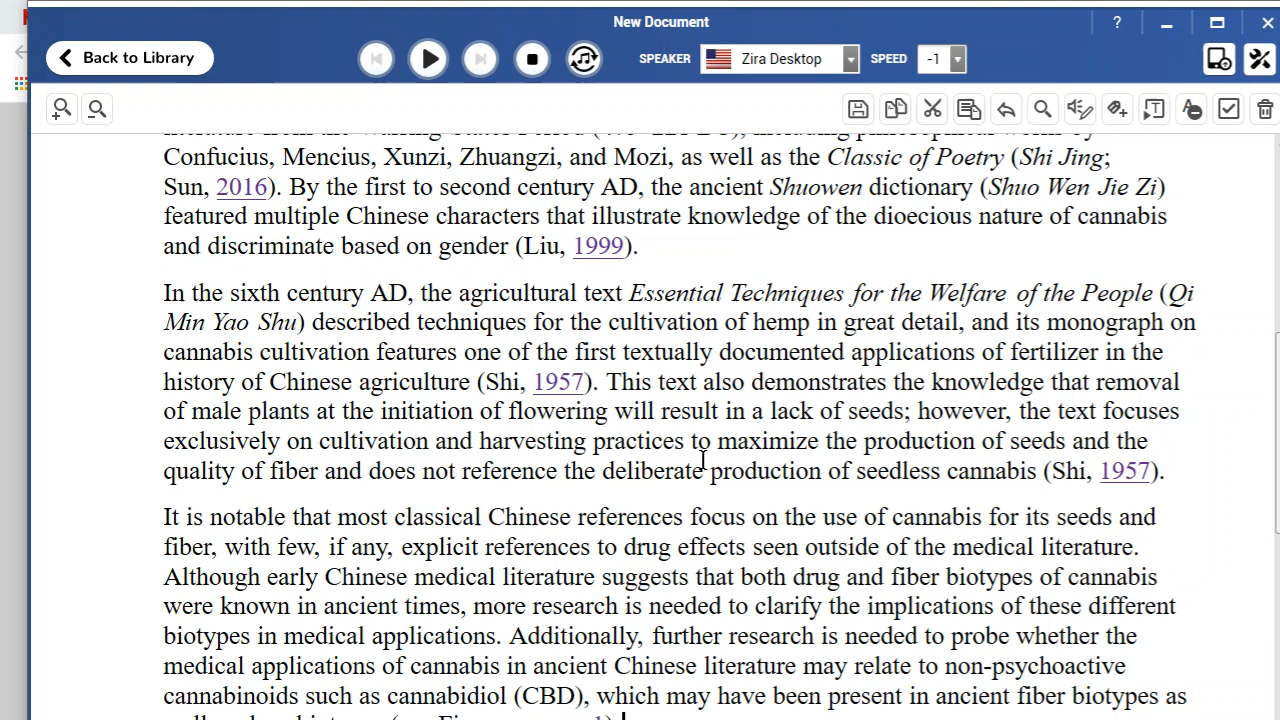 New Document
?
Back to Library
SPEAKER
Zira Desktop
SPEED
-1
Confucius, Mencius, Xunzi, Zhuangzi, and Mozi, as well as the Classic of Poetry (Shi Jing;
Sun, 2016). By the first to second century AD, the ancient Shuowen dictionary (Shuo Wen Jie Zi)
featured multiple Chinese characters that illustrate knowledge of the dioecious nature of cannabis
and discriminate based on gender (Liu, 1999).
In the sixth century AD, the agricultural text Essential Techniques for the Welfare of the People (Qi
Min Yao Shu) described techniques for the cultivation of hemp in great detail, and its monograph on
cannabis cultivation features one of the first textually documented applications of fertilizer in the
history of Chinese agriculture (Shi, 1957). This text also demonstrates the knowledge that removal
of male plants at the initiation of flowering will result in a lack of seeds; however, the text focuses
exclusively on cultivation and harvesting practices to maximize the production of seeds and the
quality of fiber and does not reference the deliberate production of seedless cannabis (Shi, 1957).
It is notable that most classical Chinese references focus on the use of cannabis for its seeds and
fiber, with few, if any, explicit references to drug effects seen outside of the medical literature.
Although early Chinese medical literature suggests that both drug and fiber biotypes of cannabis
were known in ancient times, more research is needed to clarify the implications of these different
biotypes in medical applications. Additionally, further research is needed to probe whether the
medical applications of cannabis in ancient Chinese literature may relate to non-psychoactive
cannabinoids such as cannabidiol (CBD), which may have been present in ancient fiber biotypes as